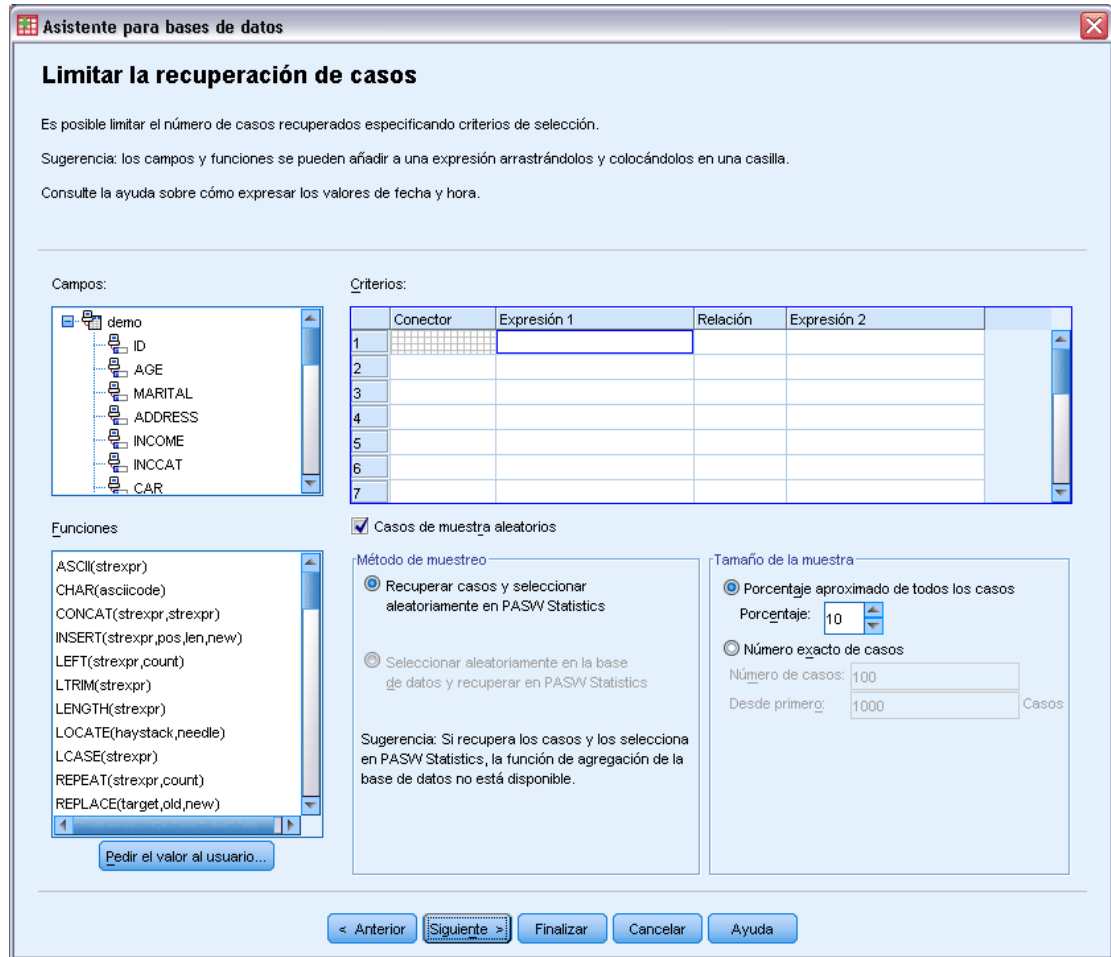 Asistente para bases de datos
Limitar la recuperación de casos
Es posible limitar el número de casos recuperados especificando criterios de selección.
Sugerencia: los campos y funciones se pueden añadir a una expresión arrastrándolos y colocándolos en una casilla.
Consulte la ayuda sobre cómo expresar los valores de fecha y hora.
Campos:
demo
ID
AGE
MARITAL
ADDRESS
INCOME
INCCAT
CAR
Criterios:
Conector Expresión 1 Relación Expresión 2
1
2
3
4
5
6
7
Funciones
ASCII(strexpr)
CHAR(asciicode)
CONCAT(strexpr,strexpr)
INSERT(strexpr,pos,len,new)
LEFT(strexpr,count)
LTRIM(strexpr)
LENGTH(strexpr)
LOCATE(haystack,needle)
LCASE(strexpr)
REPEAT(strexpr,count)
REPLACE(target,old,new)
Pedir el valor al usuario...
Casos de muestra aleatorios
Método de muestreo
Recuperar casos y seleccionar
aleatoriamente en PASW Statistics
Seleccionar aleatoriamente en la base
de datos y recuperar en PASW Statistics
Sugerencia: Si recupera los casos y los selecciona
en PASW Statistics, la función de agregación de la
base de datos no está disponible.
Tamaño de la muestra
Porcentaje aproximado de todos los casos
Porcentaje: 10
Número exacto de casos
Número de casos: 100
Desde primero: 1000 Casos
< Anterior Siguiente > Finalizar Cancelar Ayuda